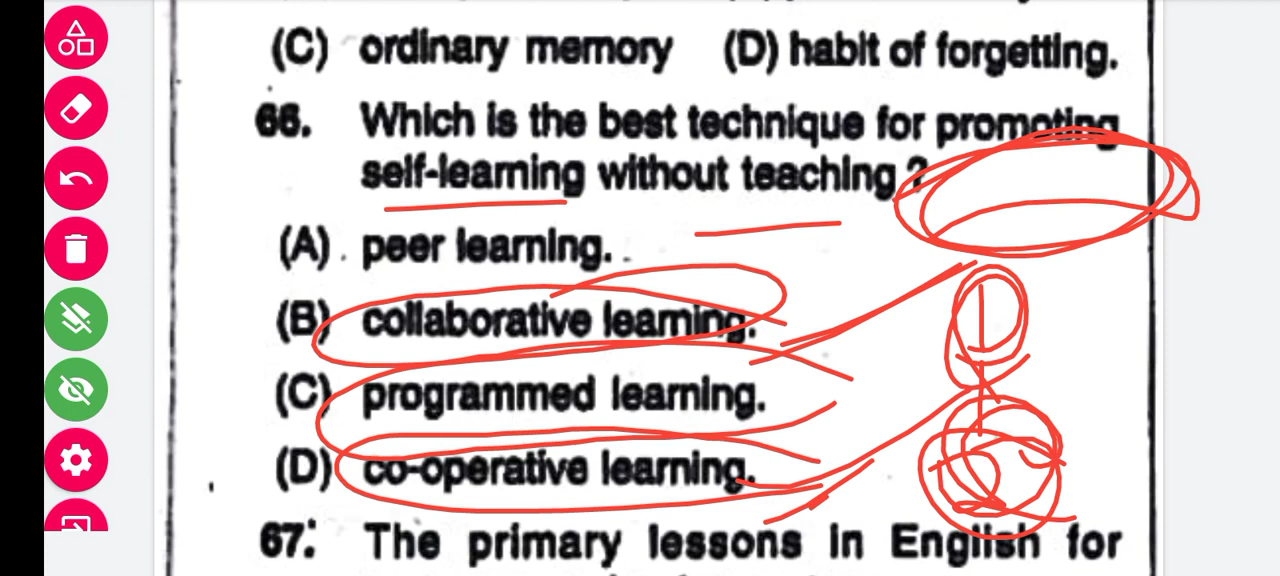 (C) ordinary memory (D) habit of forgetting.
66. Which is the best technique for promoting
self-learning without teaching ?
(A) peer learning.
(B) collaborative learning.
(C) programmed learning.
(D) co-operative learning.
67. The primary lessons in English for